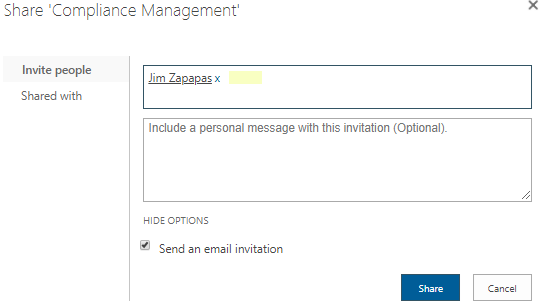 Share 'Compliance Management'
Invite people
Shared with
Jim Zapapas x
Include a personal message with this invitation (Optional).
HIDE OPTIONS
Send an email invitation
Share
Cancel